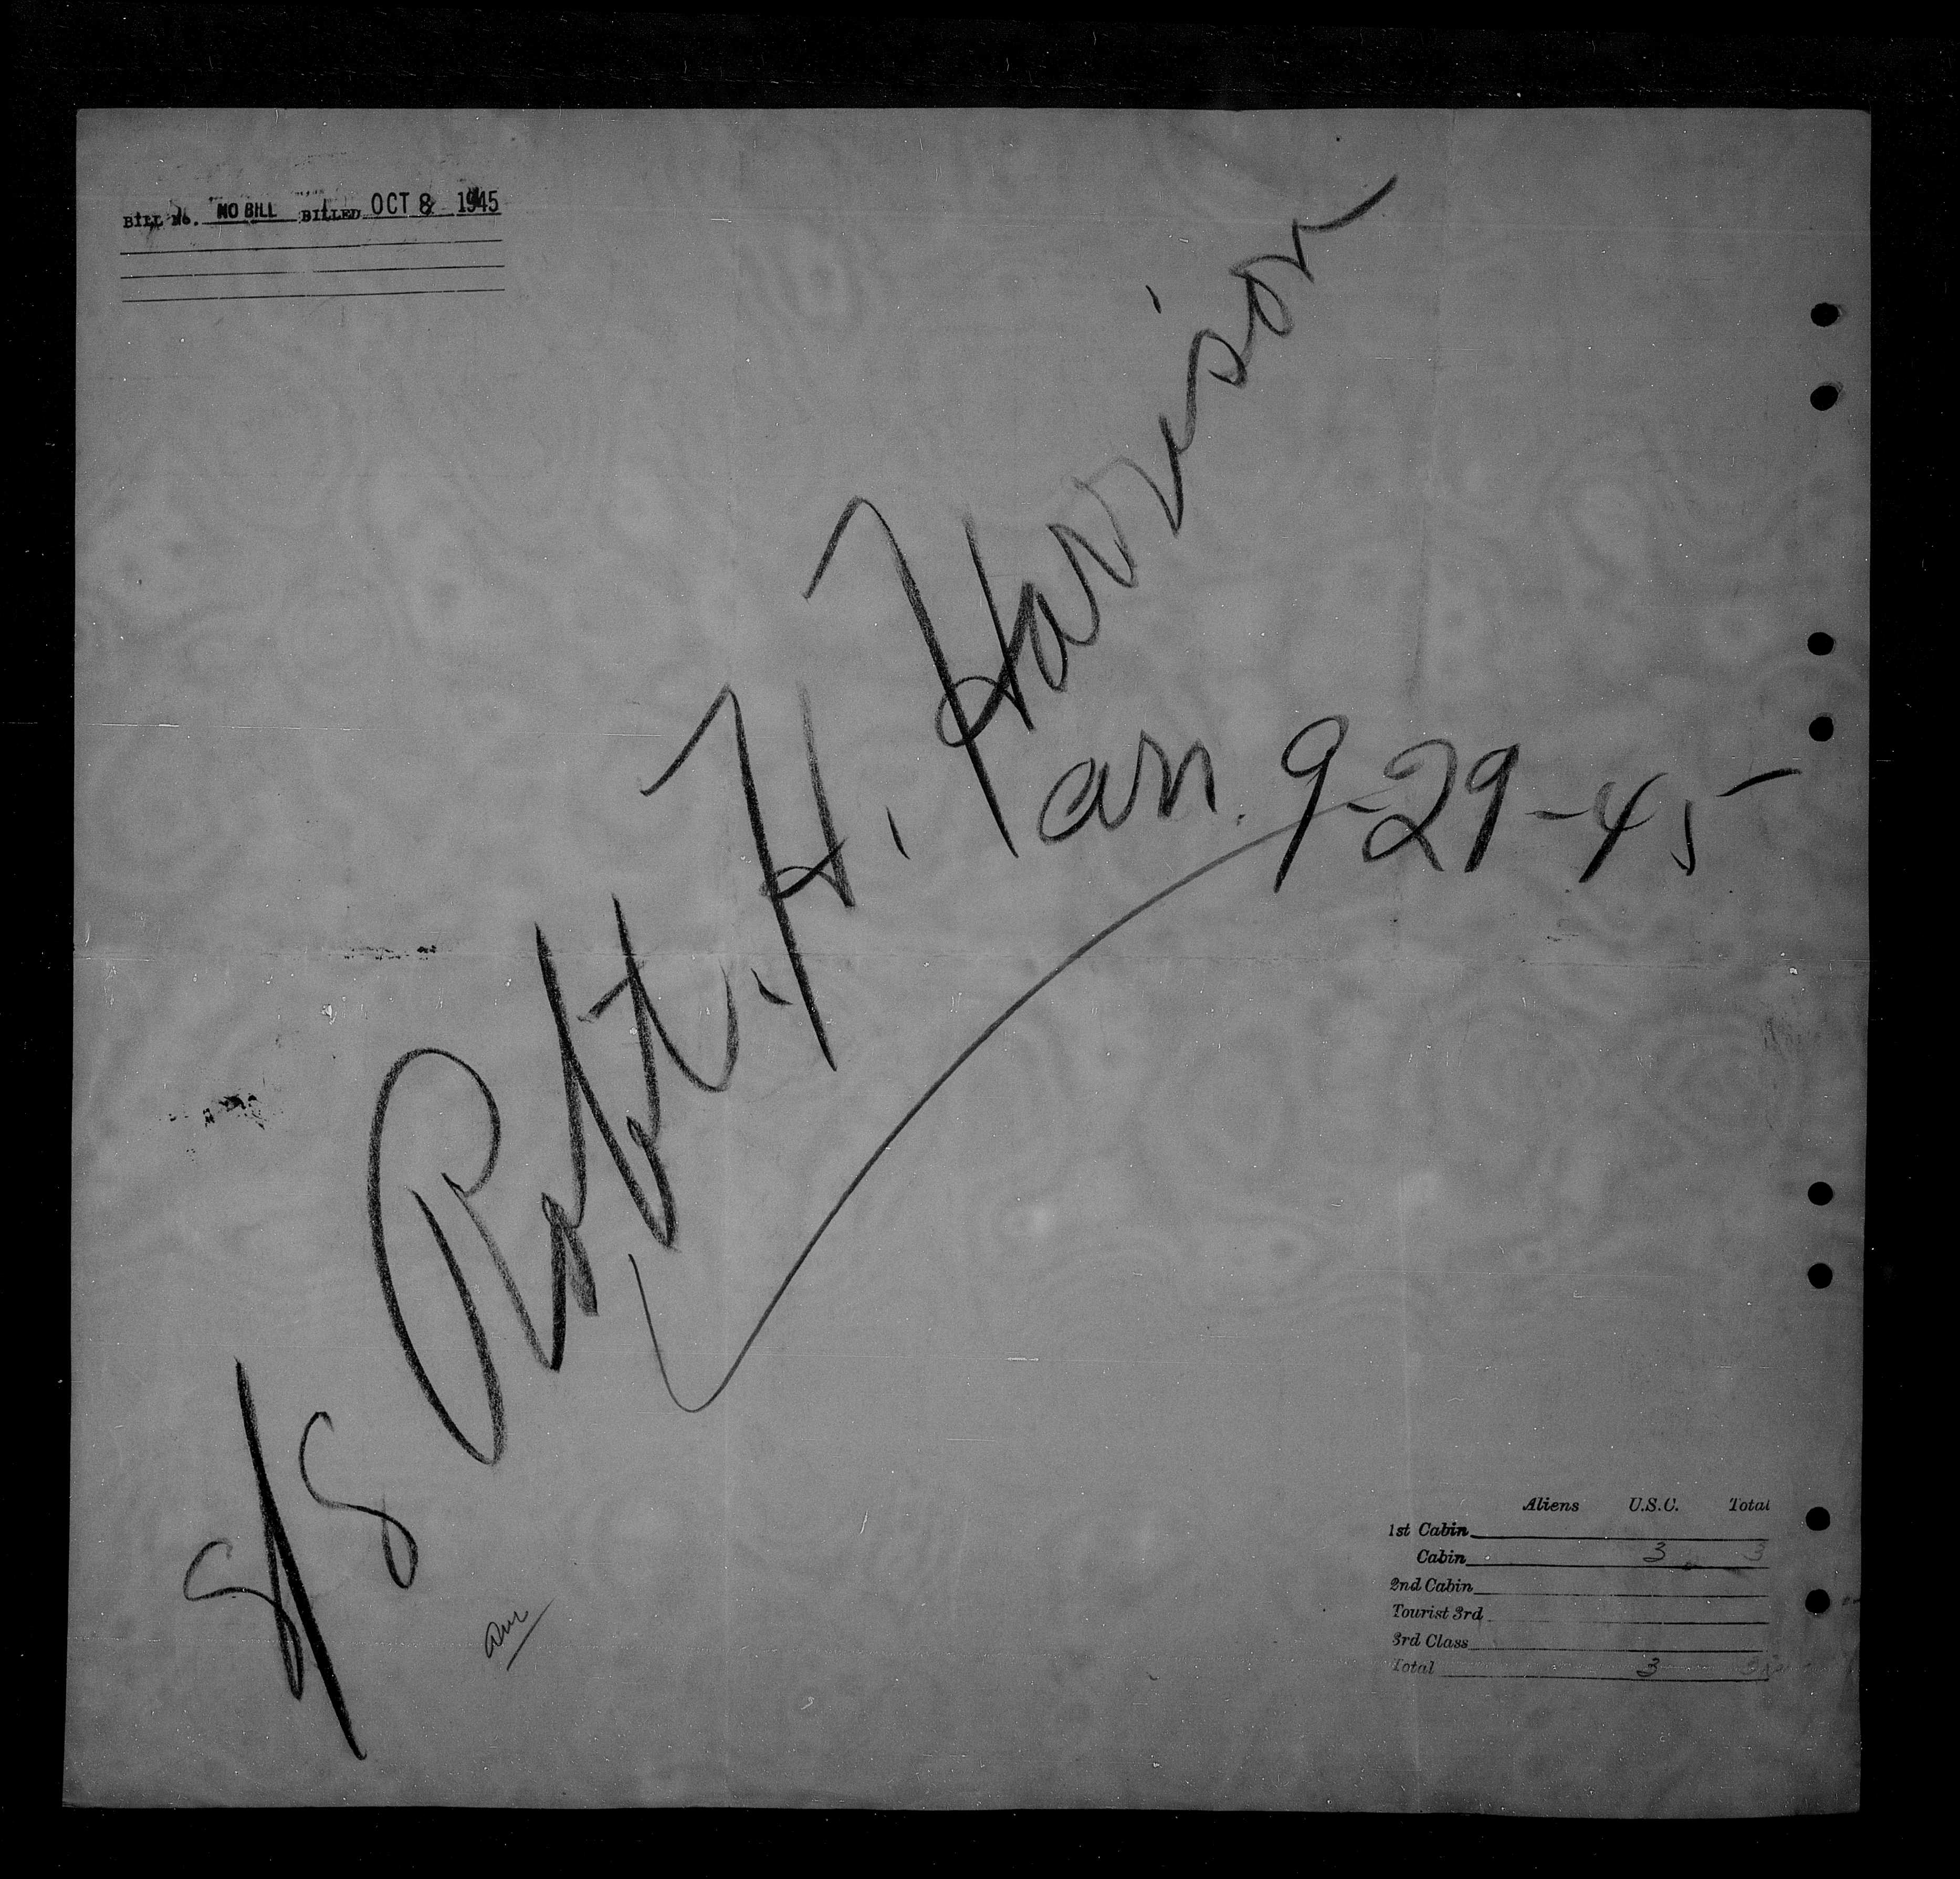 BILL No. NO BILL BILLED OCT 8 1945
S/S Robt. H. Harrison
arr. 9-29-45
Aliens U.S.C. Total
1st Cabin
Cabin 3 3
2nd Cabin
Tourist 3rd
3rd Class
Total 3